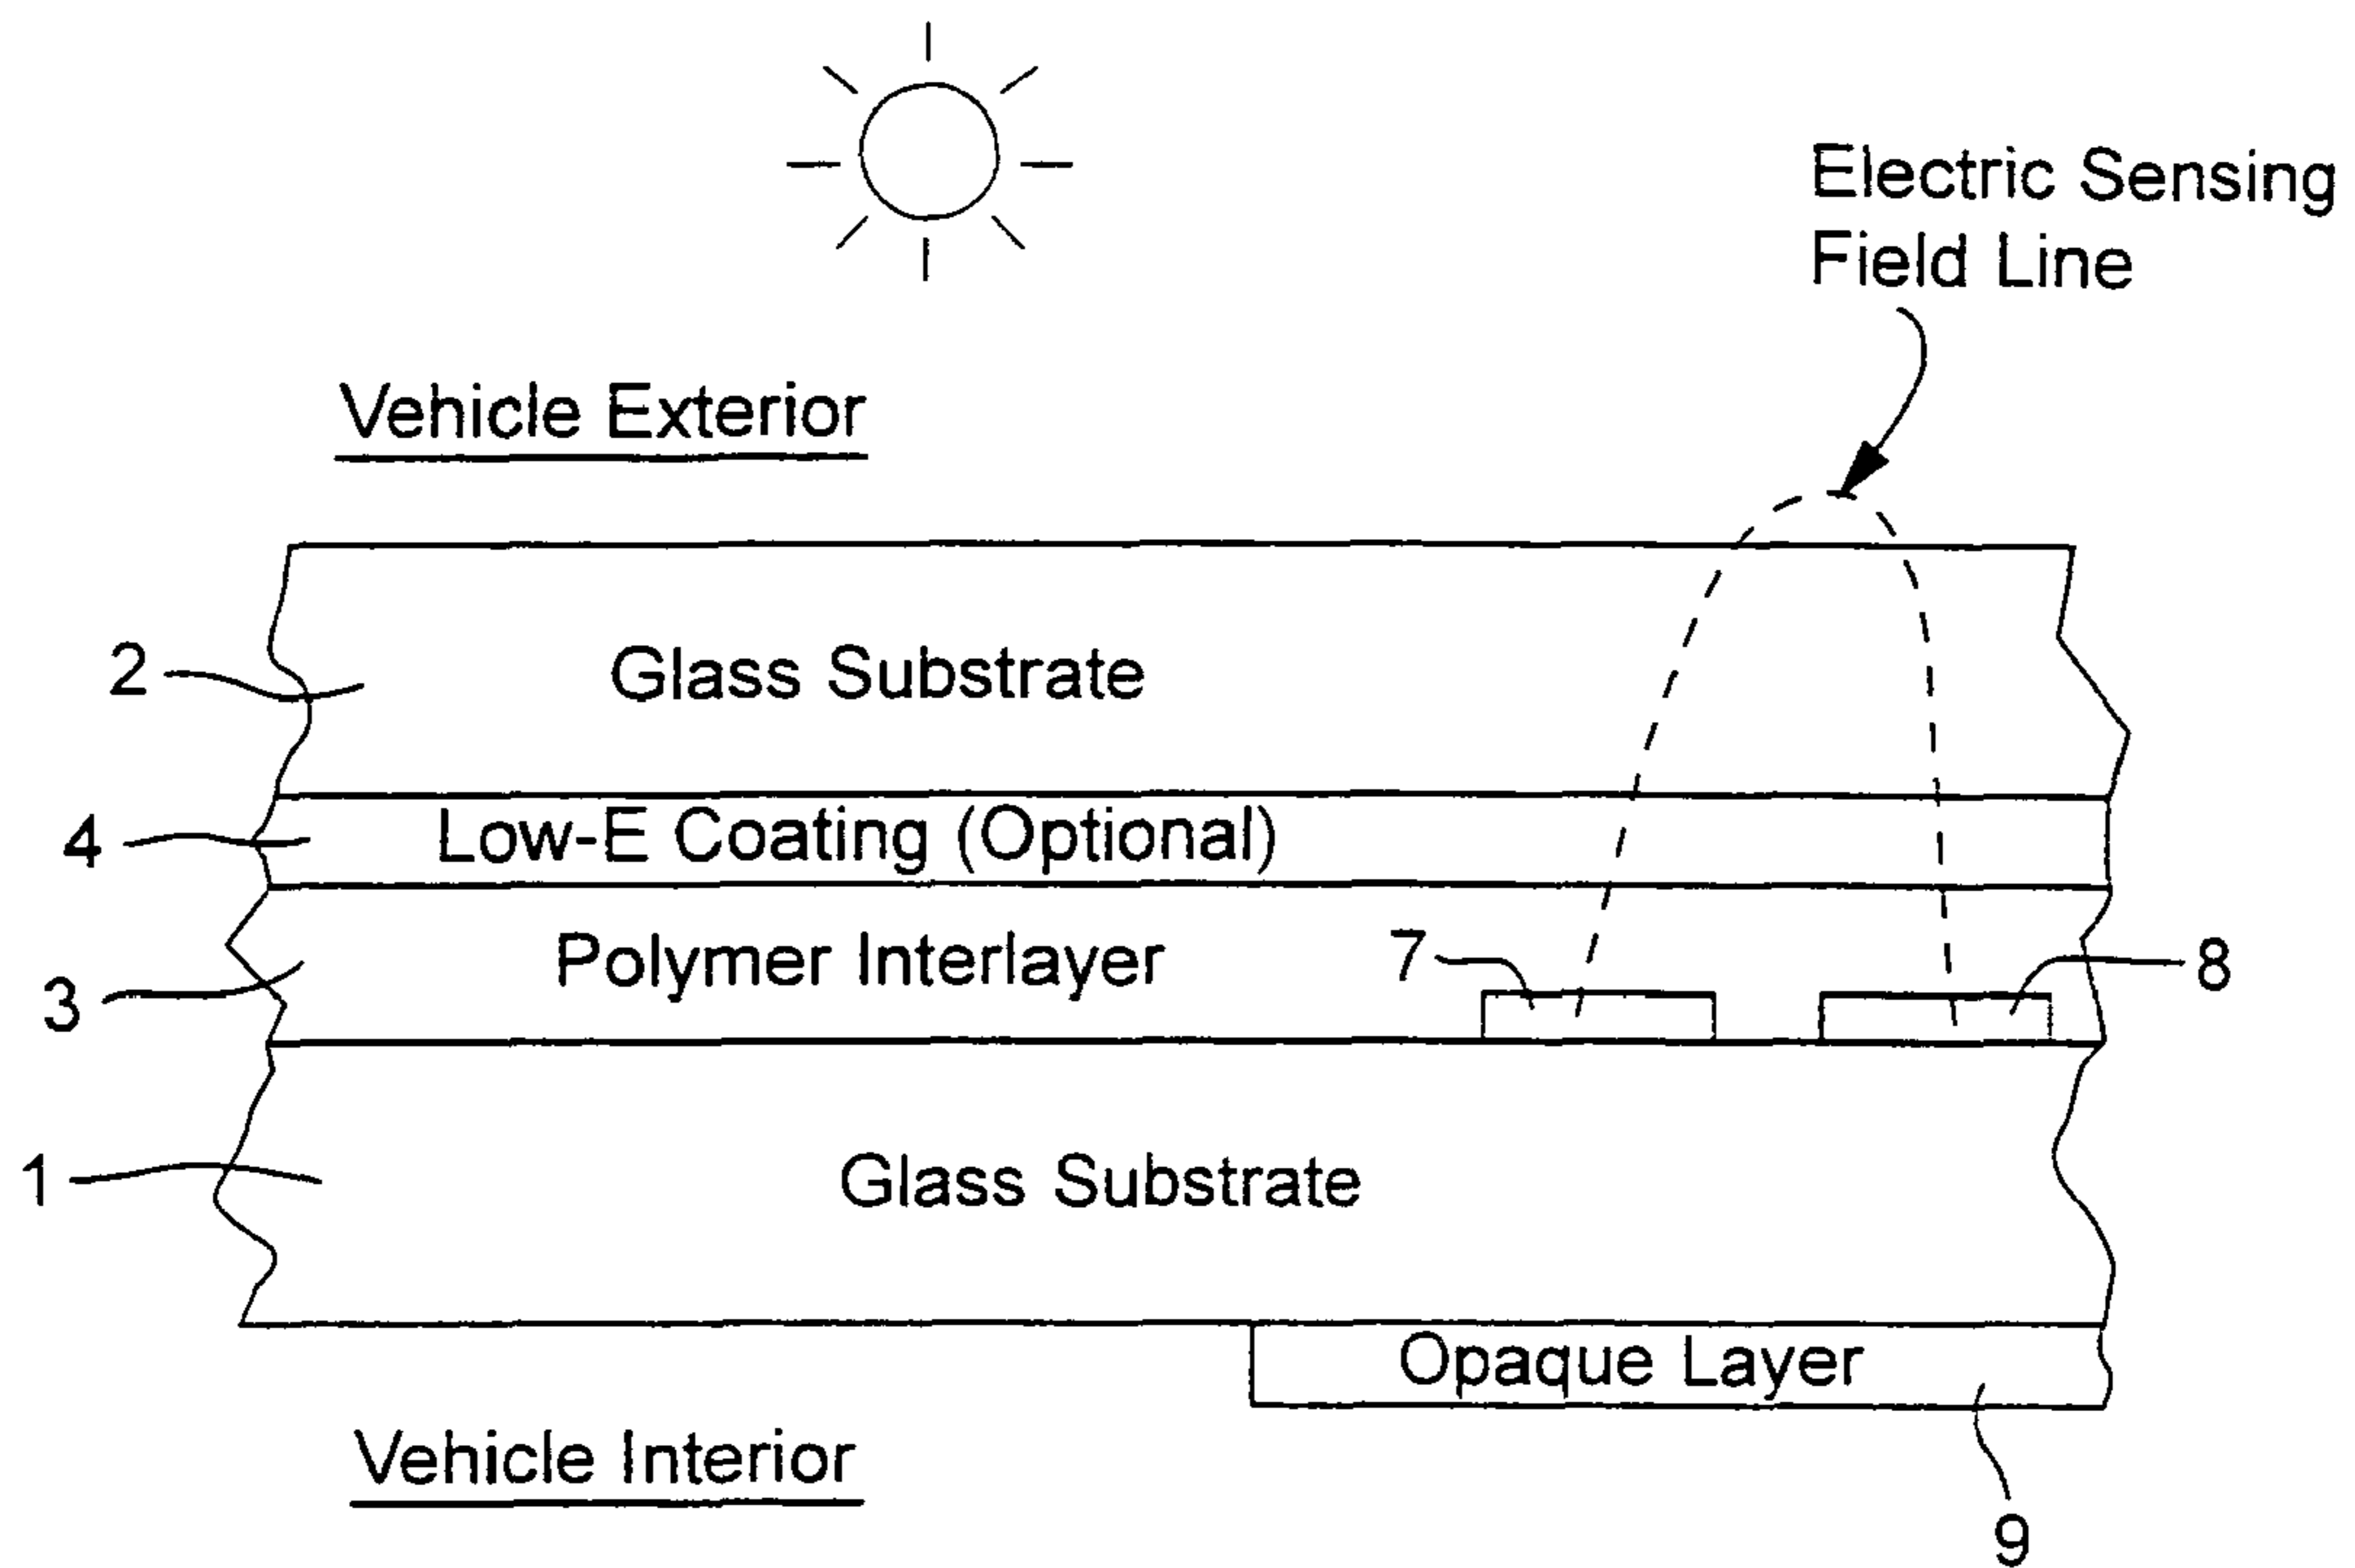 Electric Sensing
Field Line
Vehicle Exterior
2
Glass Substrate
4
Low-E Coating (Optional)
3
Polymer Interlayer
7
8
1
Glass Substrate
Opaque Layer
Vehicle Interior
9